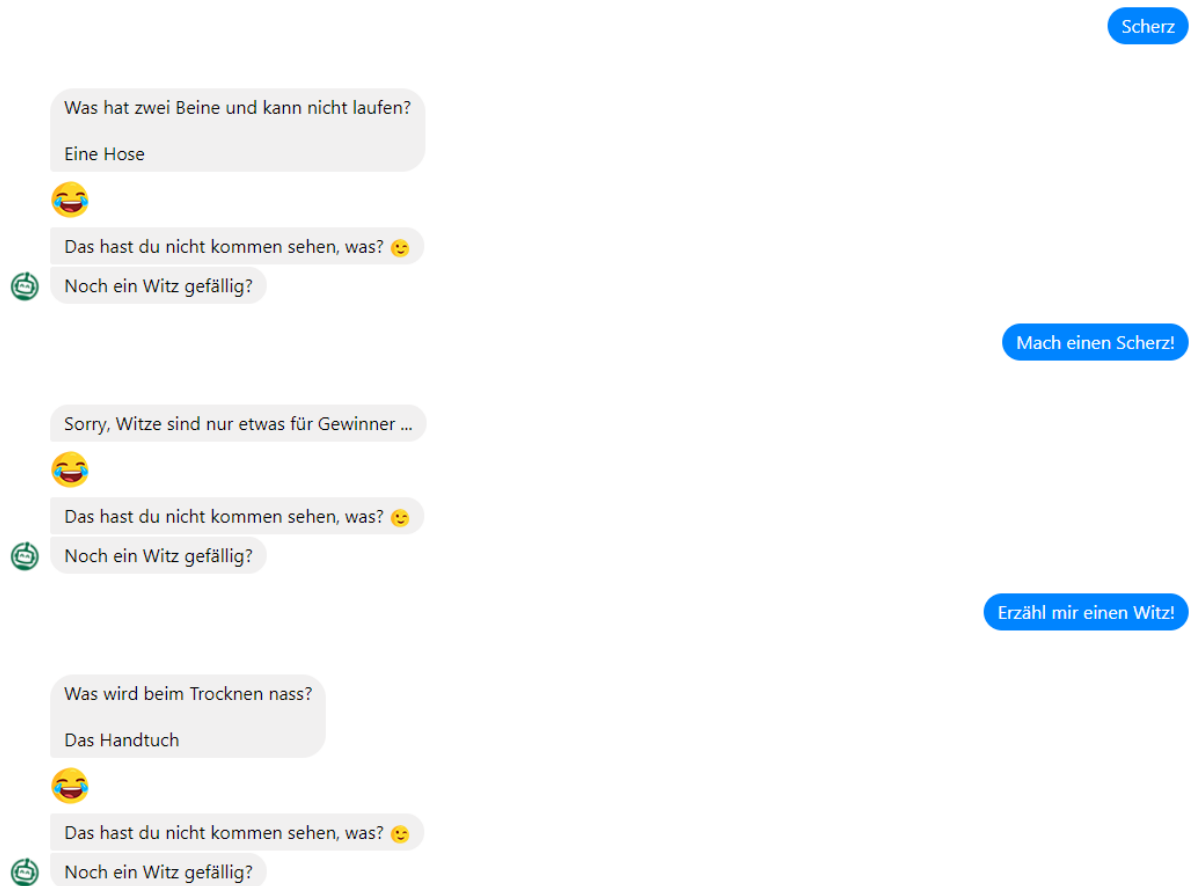 Scherz
Was hat zwei Beine und kann nicht laufen?
Eine Hose
Das hast du nicht kommen sehen, was? 😉
Noch ein Witz gefällig?
Mach einen Scherz!
Sorry, Witze sind nur etwas für Gewinner ...
Das hast du nicht kommen sehen, was? 😉
Noch ein Witz gefällig?
Erzähl mir einen Witz!
Was wird beim Trocknen nass?
Das Handtuch
Das hast du nicht kommen sehen, was? 😉
Noch ein Witz gefällig?